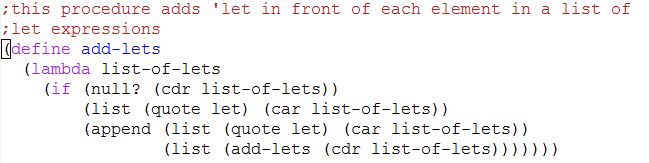 ;this procedure adds 'let in front of each element in a list of
;let expressions
(define add-lets
  (lambda list-of-lets
    (if (null? (cdr list-of-lets))
        (list (quote let) (car list-of-lets))
        (append (list (quote let) (car list-of-lets))
                (list (add-lets (cdr list-of-lets)))))))